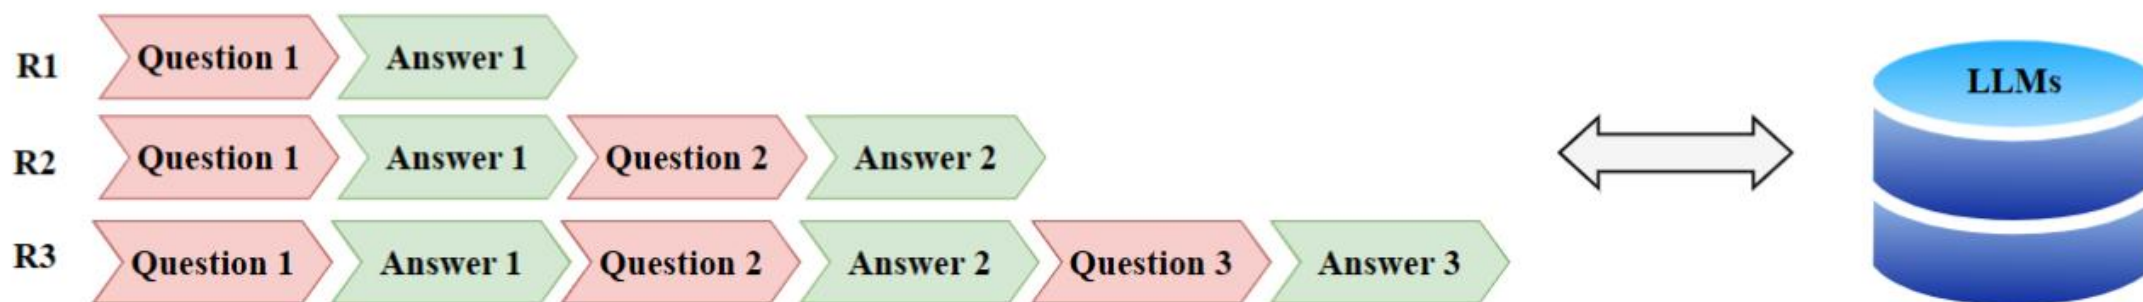 R1 Question 1 Answer 1
LLMs
R2 Question 1 Answer 1 Question 2 Answer 2
R3 Question 1 Answer 1 Question 2 Answer 2 Question 3 Answer 3